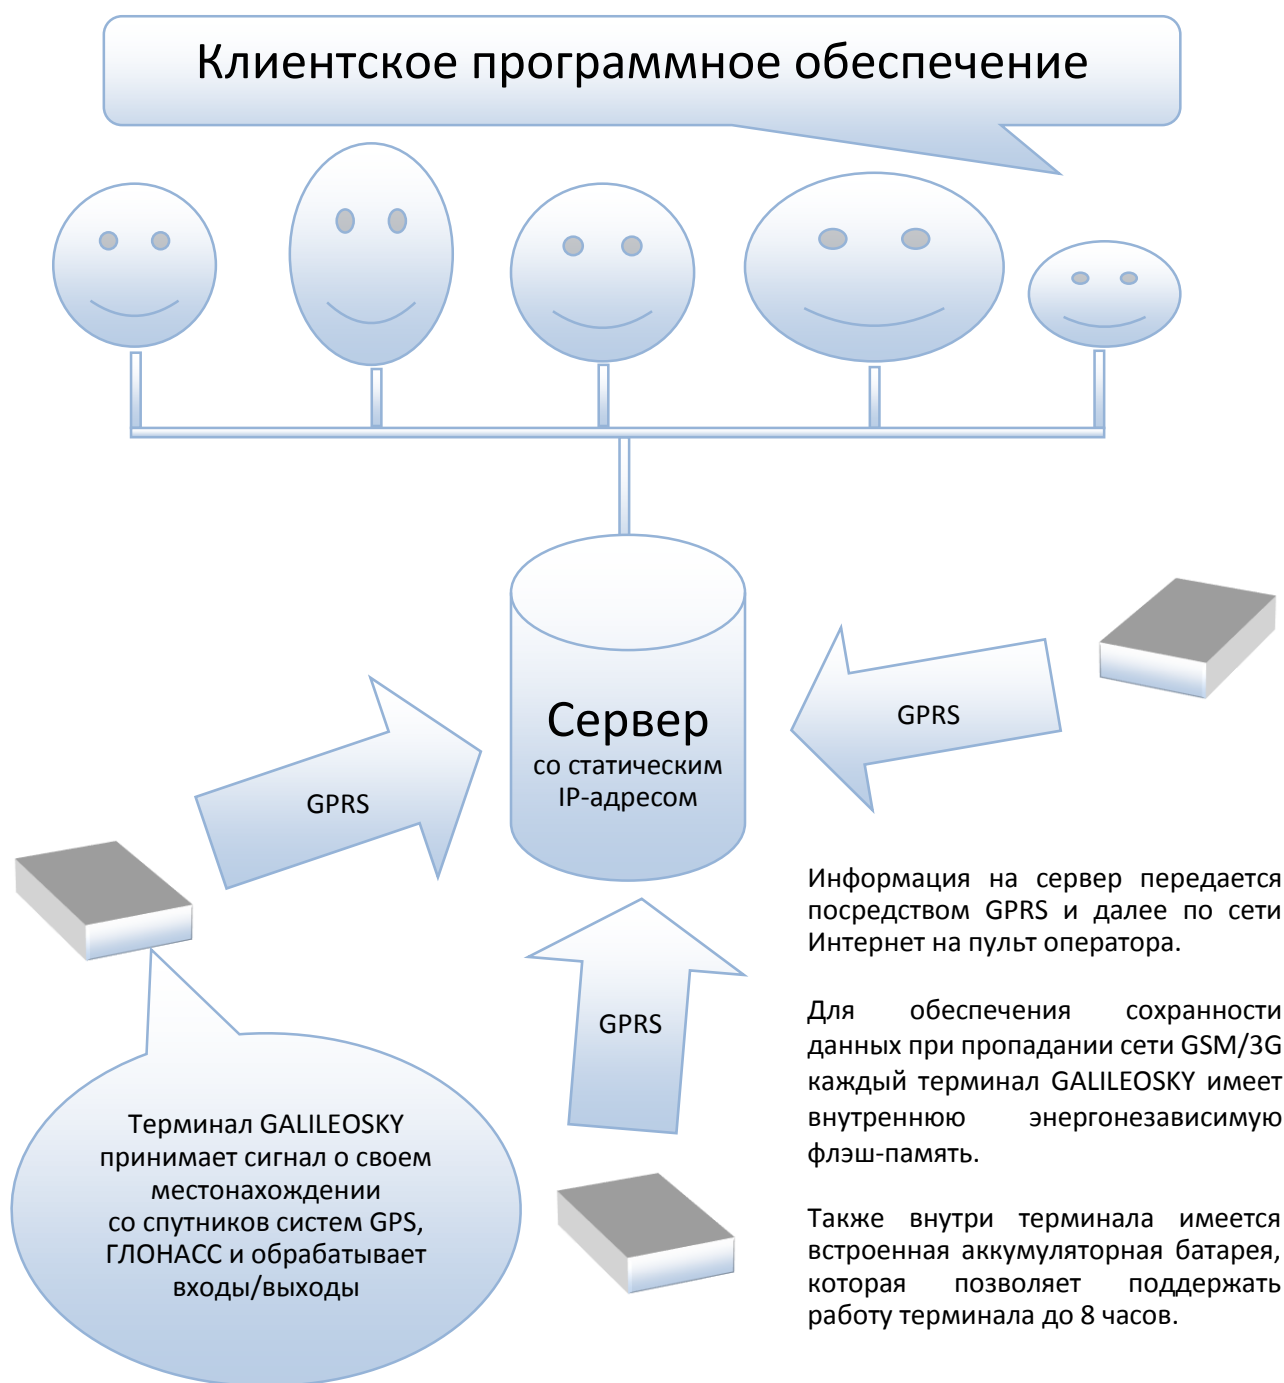 Клиентское программное обеспечение
Сервер
со статическим
IP-адресом
GPRS
GPRS
GPRS
Терминал GALILEOSKY
принимает сигнал о своем
местонахождении
со спутников систем GPS,
ГЛОНАСС и обрабатывает
входы/выходы
Информация на сервер передается
посредством GPRS и далее по сети
Интернет на пульт оператора.
Для обеспечения сохранности
данных при пропадании сети GSM/3G
каждый терминал GALILEOSKY имеет
внутреннюю энергонезависимую
флэш-память.
Также внутри терминала имеется
встроенная аккумуляторная батарея,
которая позволяет поддержать
работу терминала до 8 часов.